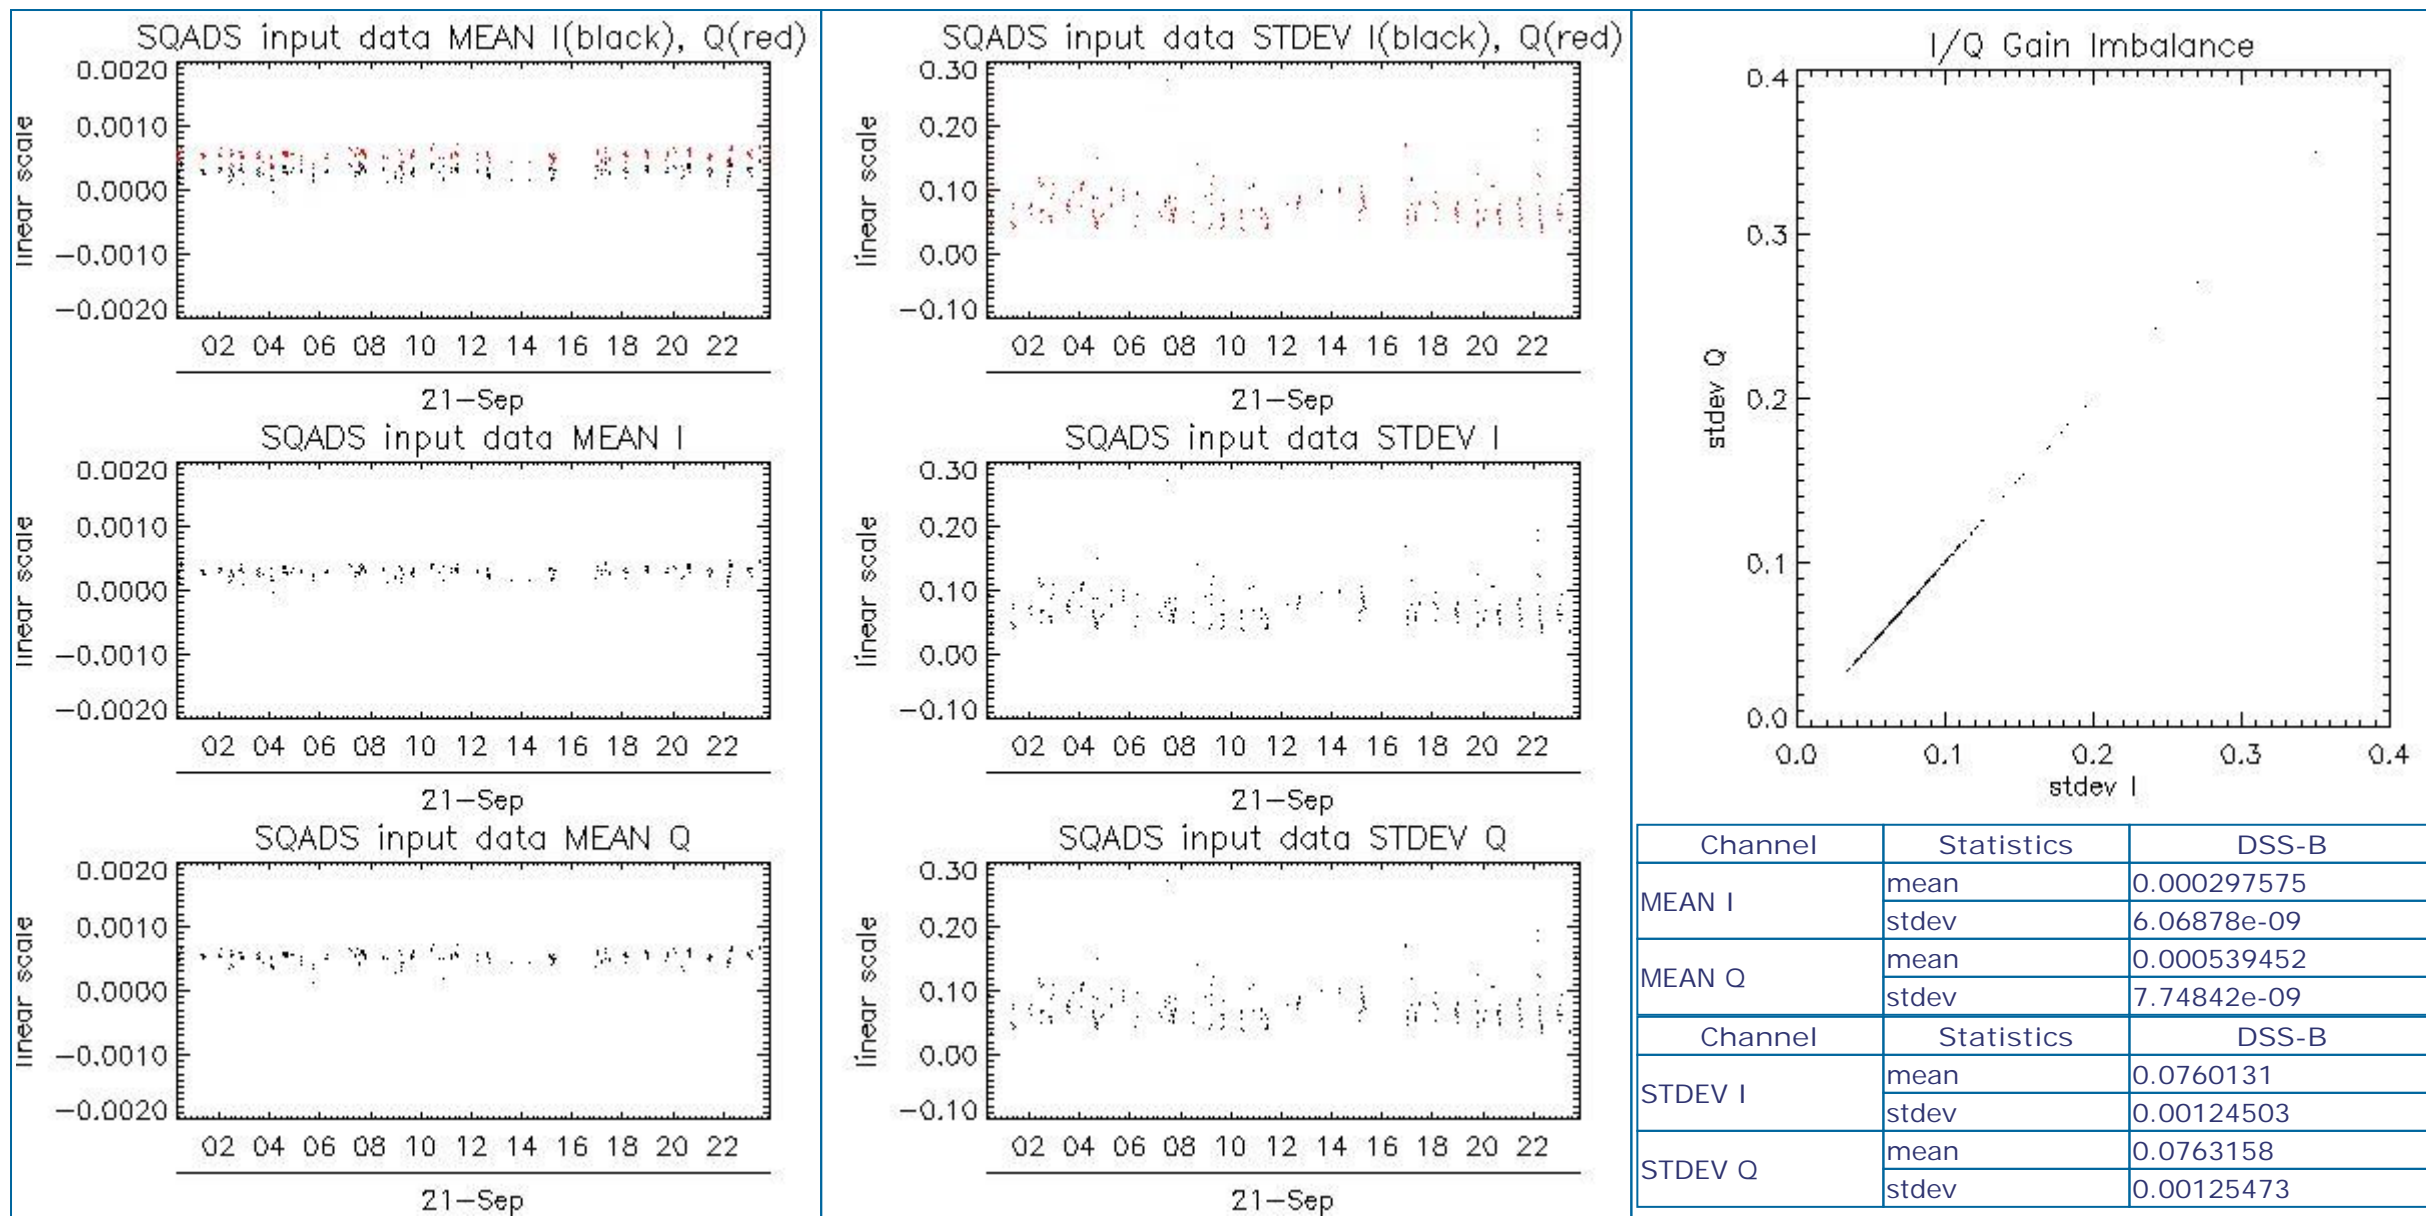 SQADS input data MEAN I(black), Q(red)
linear scale
0.0020
0.0010
0.0000
−0.0010
−0.0020
02 04 06 08 10 12 14 16 18 20 22
21−Sep
SQADS input data MEAN I
linear scale
0.0020
0.0010
0.0000
−0.0010
−0.0020
02 04 06 08 10 12 14 16 18 20 22
21−Sep
SQADS input data MEAN Q
linear scale
0.0020
0.0010
0.0000
−0.0010
−0.0020
02 04 06 08 10 12 14 16 18 20 22
21−Sep
SQADS input data STDEV I(black), Q(red)
linear scale
0.30
0.20
0.10
0.00
−0.10
02 04 06 08 10 12 14 16 18 20 22
21−Sep
SQADS input data STDEV I
linear scale
0.30
0.20
0.10
0.00
−0.10
02 04 06 08 10 12 14 16 18 20 22
21−Sep
SQADS input data STDEV Q
linear scale
0.30
0.20
0.10
0.00
−0.10
02 04 06 08 10 12 14 16 18 20 22
21−Sep
I/Q Gain Imbalance
stdev Q
0.4
0.3
0.2
0.1
0.0
0.0 0.1 0.2 0.3 0.4
stdev I
Channel Statistics DSS-B
MEAN I mean 0.000297575
stdev 6.06878e-09
MEAN Q mean 0.000539452
stdev 7.74842e-09
Channel Statistics DSS-B
STDEV I mean 0.0760131
stdev 0.00124503
STDEV Q mean 0.0763158
stdev 0.00125473